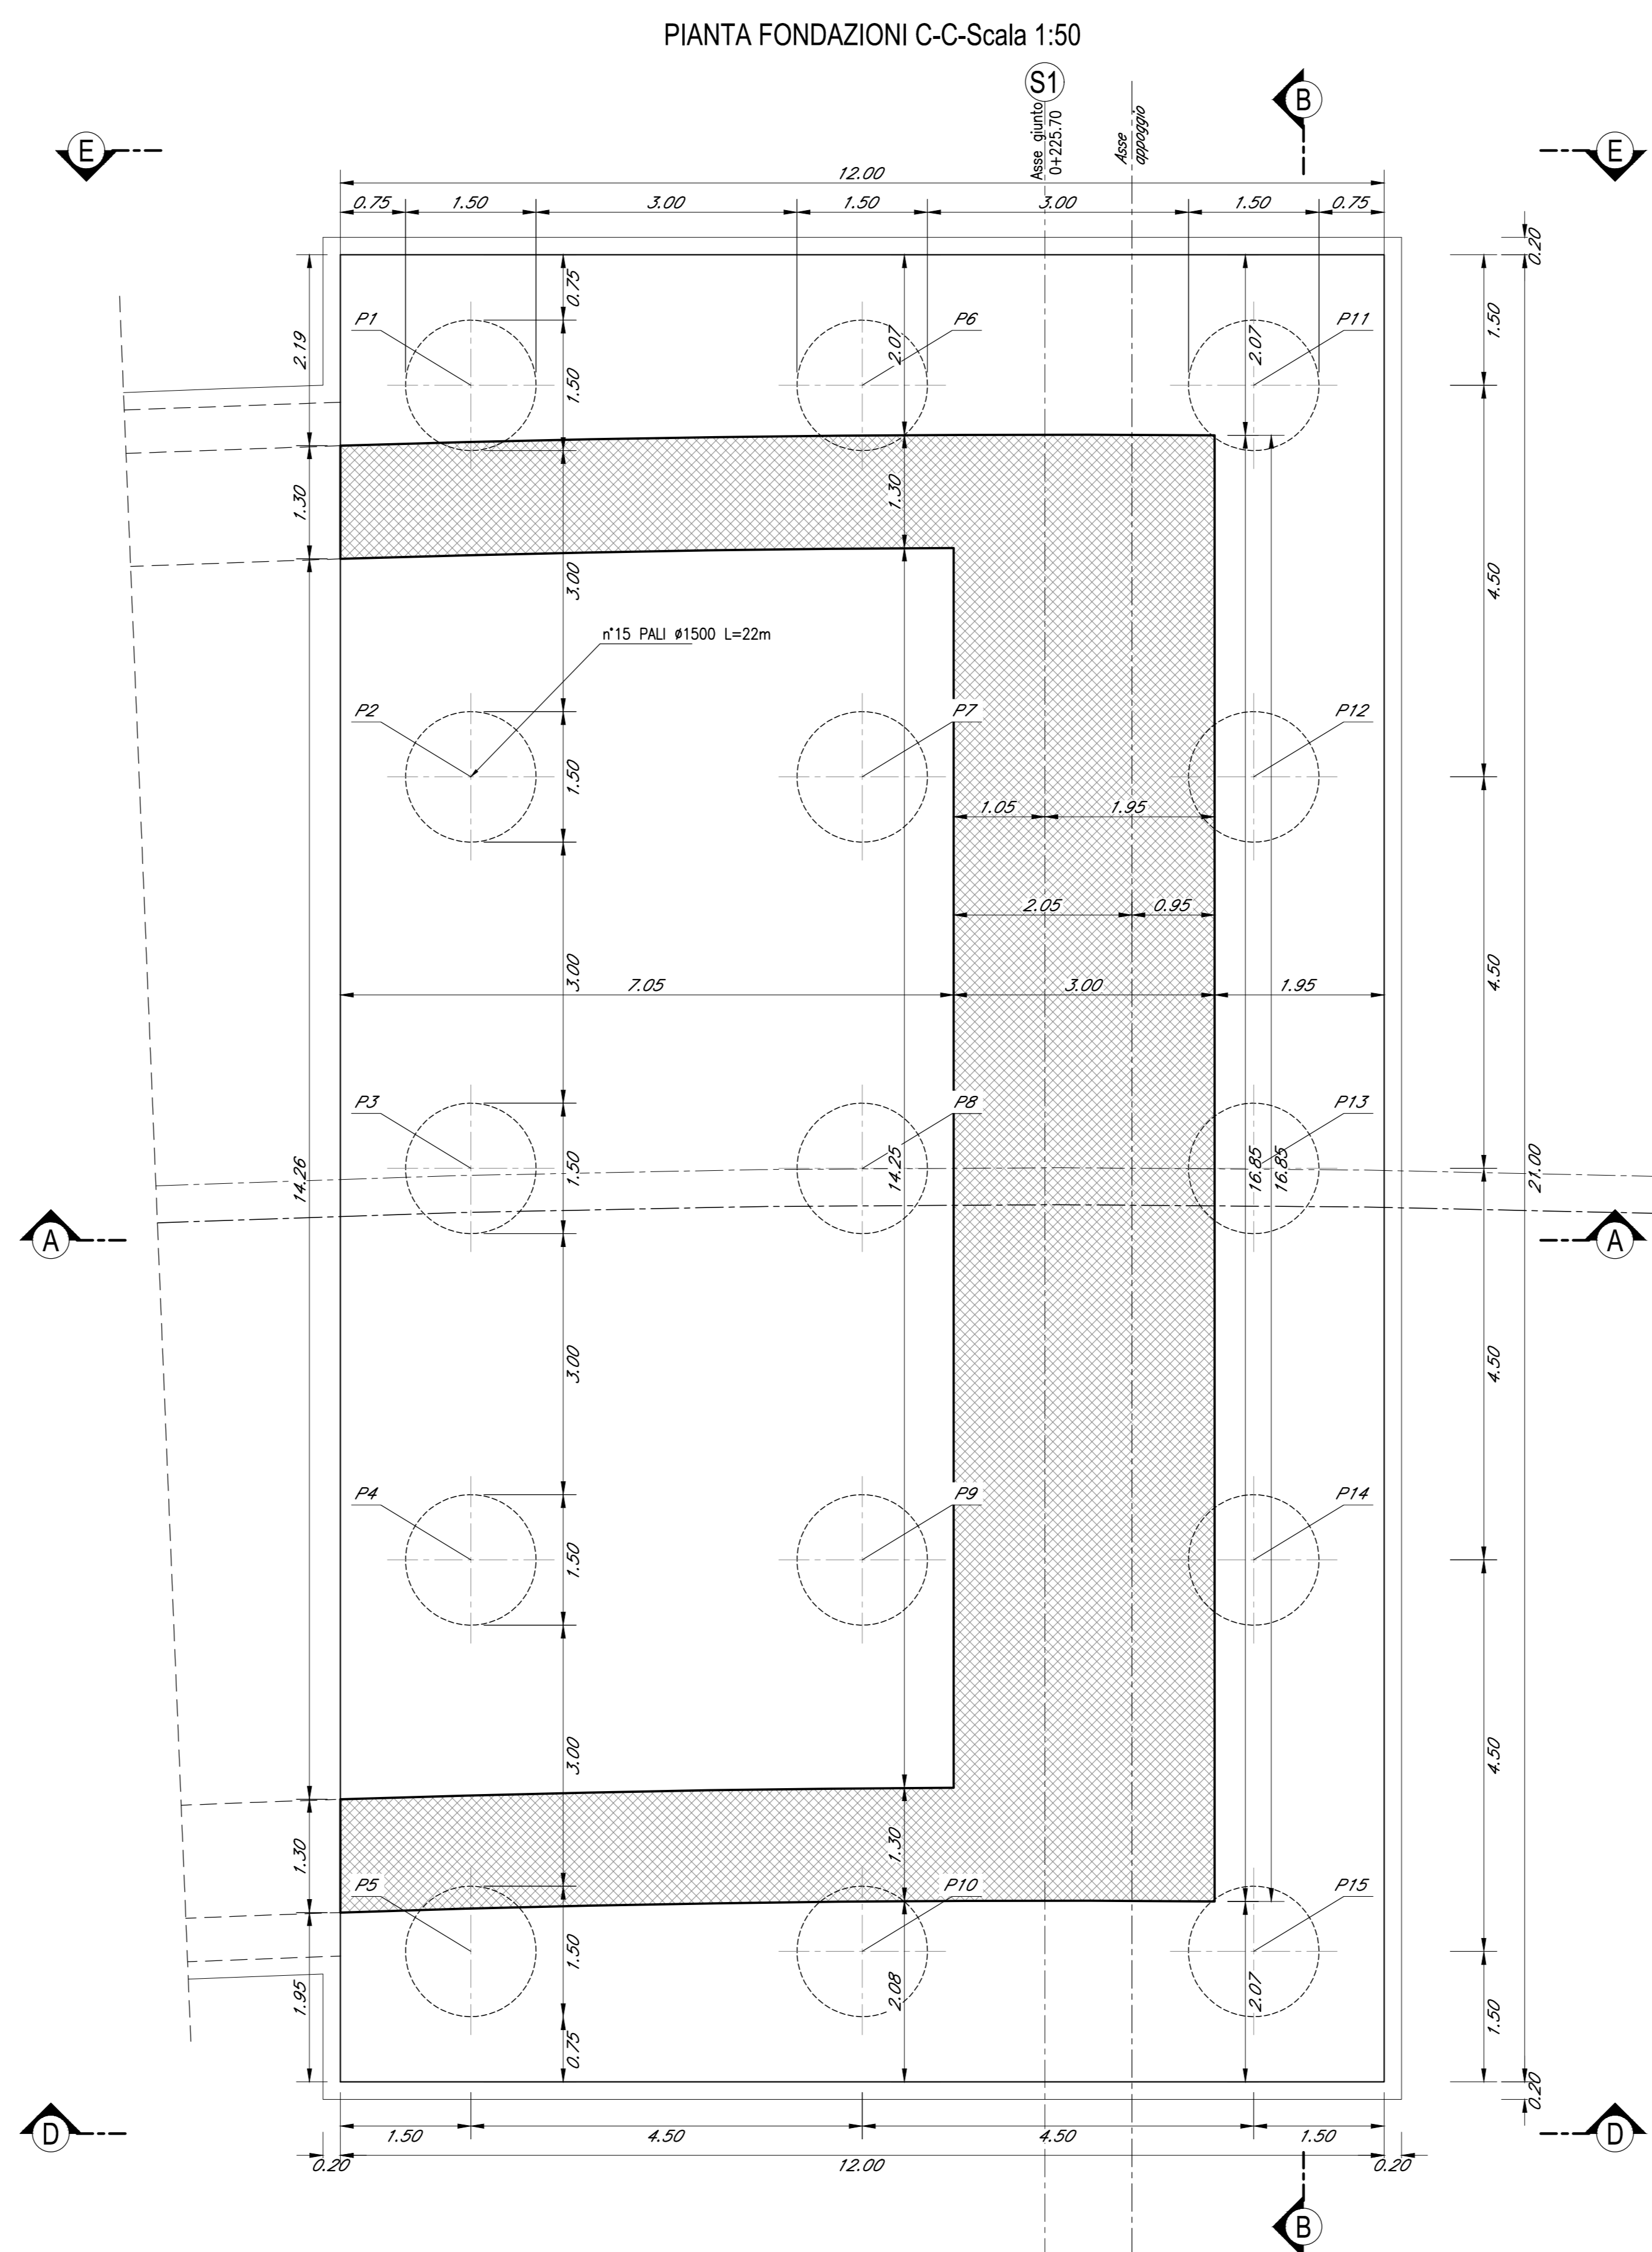 PIANTA FONDAZIONI C-C-Scala 1:50
S1
B
Asse giunto
0+225.70
Asse
appoggio
E
E
12.00
0.75
1.50
3.00
1.50
3.00
1.50
0.75
0.20
2.19
0.75
2.07
2.07
1.50
P1
P6
P11
1.50
1.30
1.30
3.00
4.50
n°15 PALI ø1500 L=22m
P2
P7
P12
1.50
1.05
1.95
2.05
0.95
4.50
3.00
7.05
3.00
1.95
P3
P8
P13
14.26
1.50
14.25
16.85
16.85
21.00
A
A
3.00
4.50
P4
P9
P14
1.50
3.00
4.50
1.30
1.30
P5
P10
P15
1.50
1.95
2.08
2.07
1.50
0.75
0.20
D
D
1.50
4.50
4.50
1.50
0.20
12.00
0.20
B